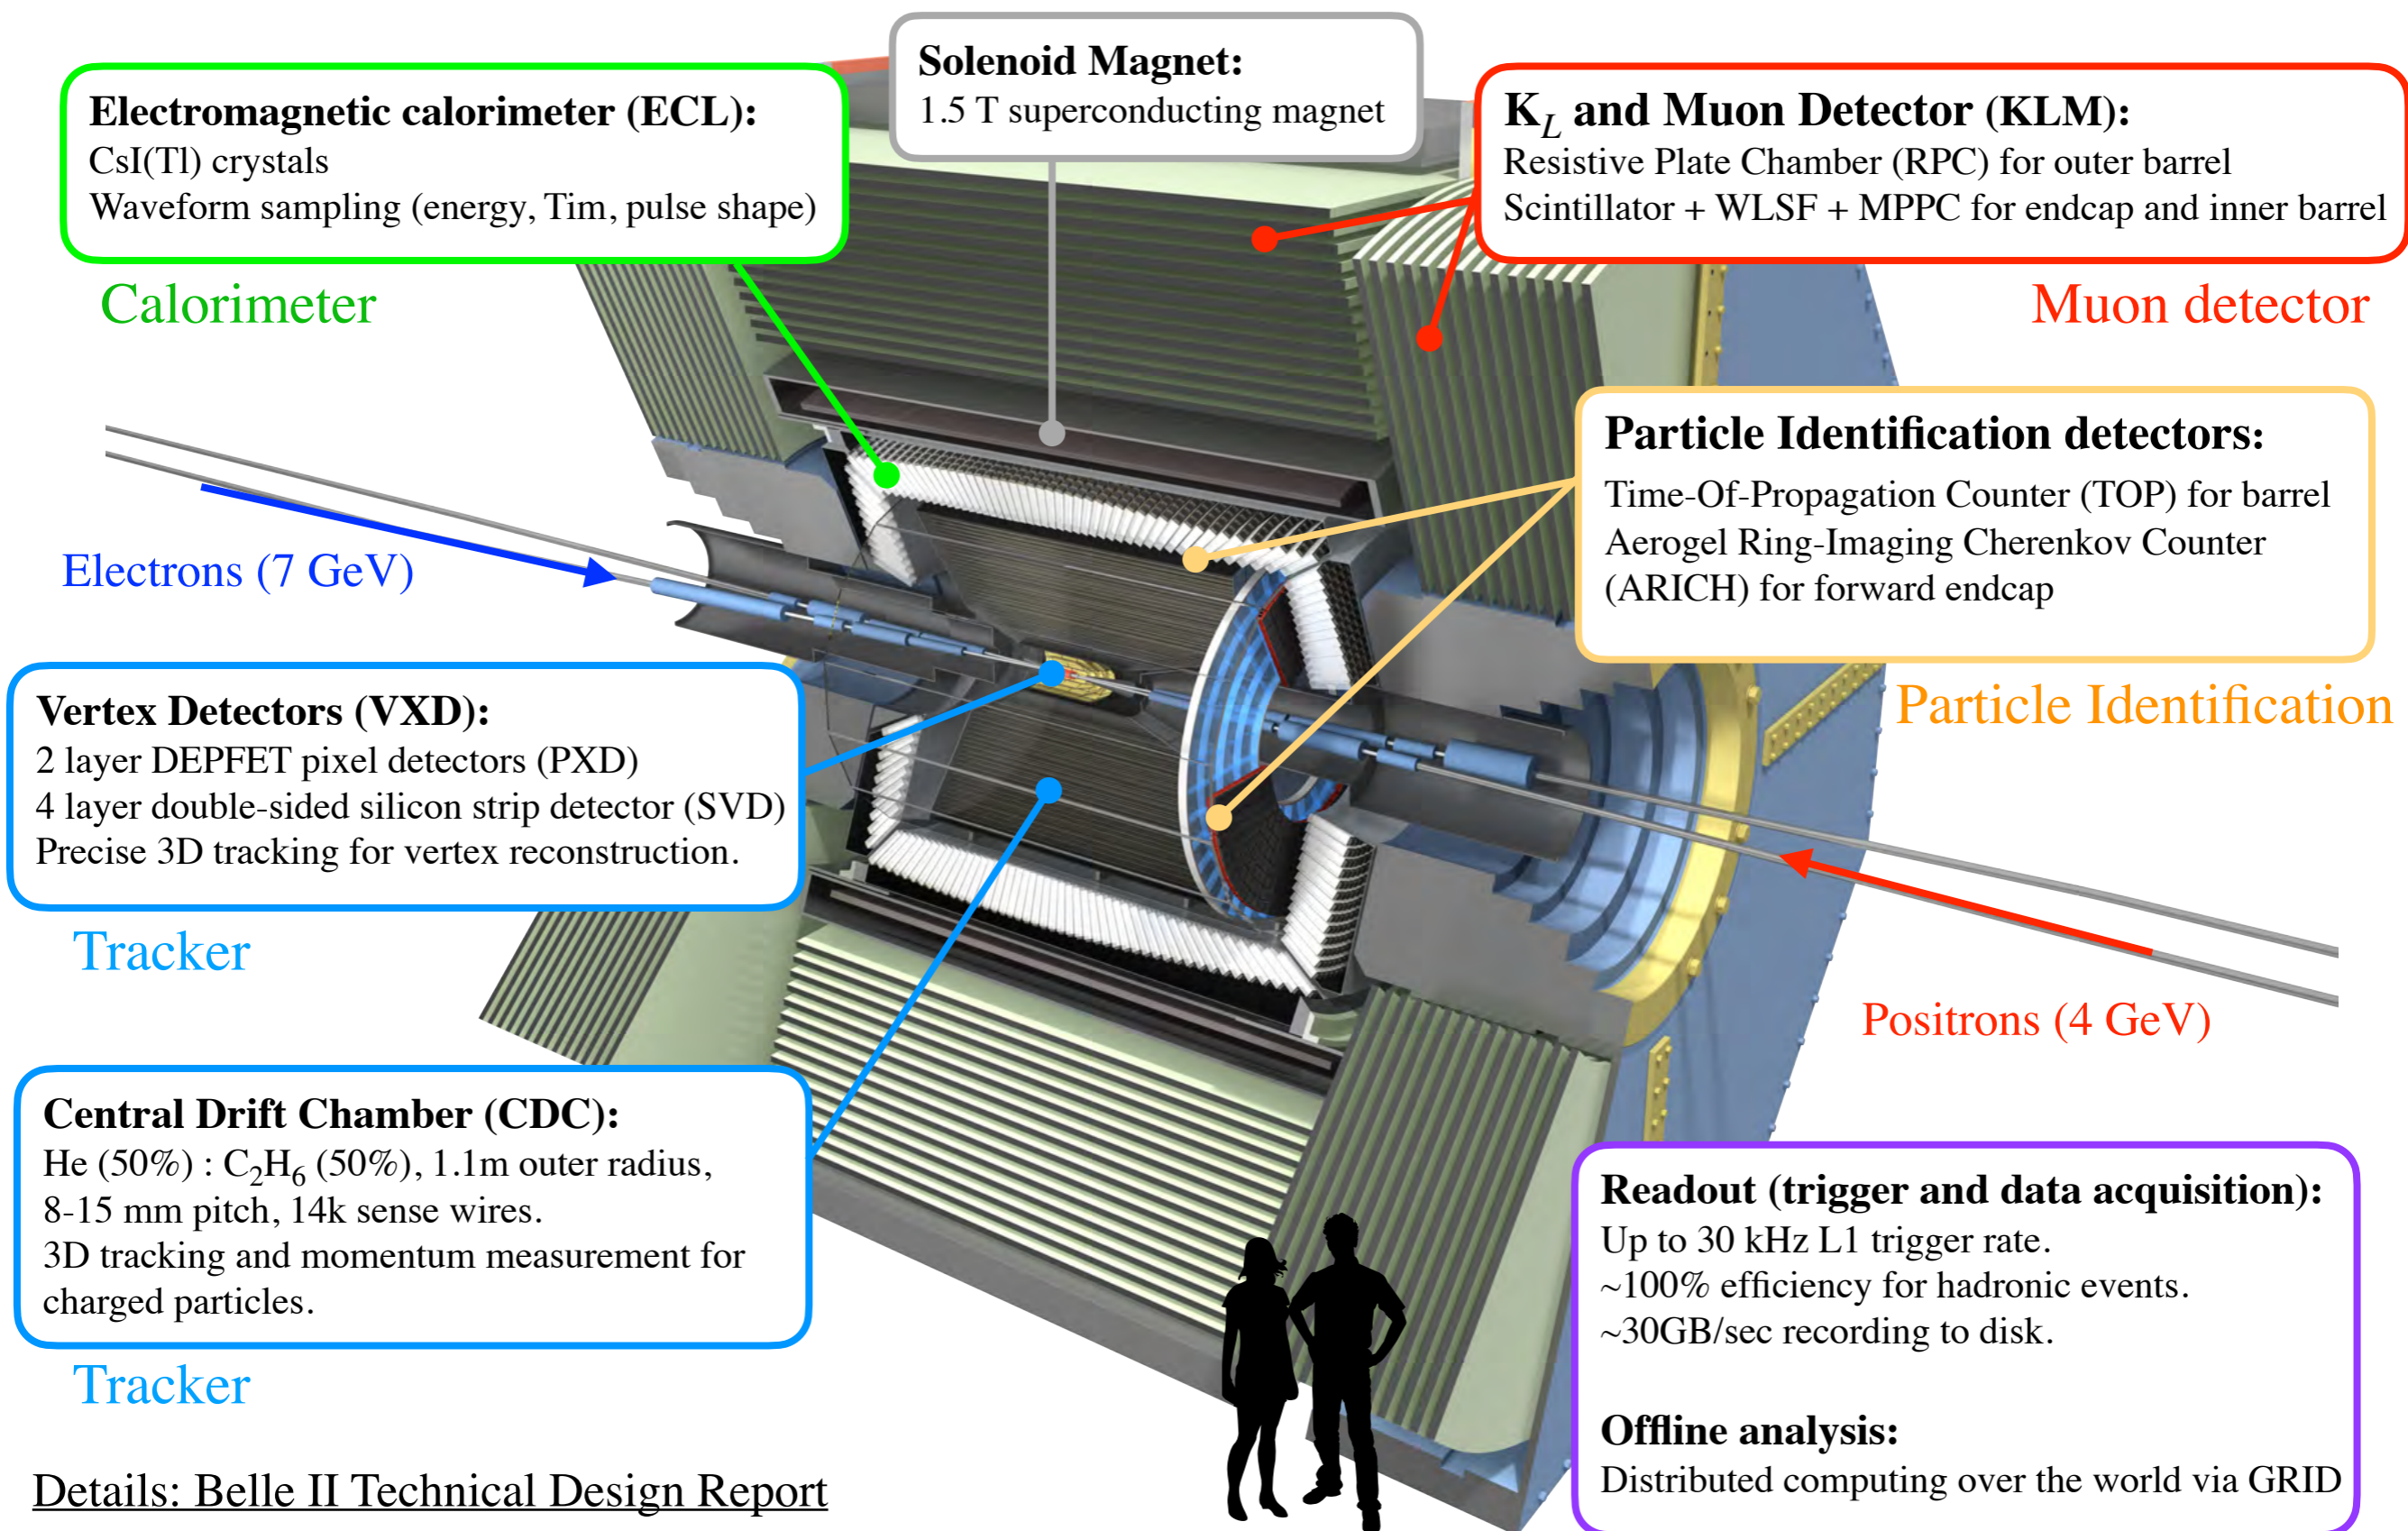 Solenoid Magnet:
1.5 T superconducting magnet
Electromagnetic calorimeter (ECL):
CsI(Tl) crystals
Waveform sampling (energy, Tim, pulse shape)
Calorimeter
K_L and Muon Detector (KLM):
Resistive Plate Chamber (RPC) for outer barrel
Scintillator + WLSF + MPPC for endcap and inner barrel
Muon detector
Particle Identification detectors:
Time-Of-Propagation Counter (TOP) for barrel
Aerogel Ring-Imaging Cherenkov Counter
(ARICH) for forward endcap
Particle Identification
Electrons (7 GeV)
Vertex Detectors (VXD):
2 layer DEPFET pixel detectors (PXD)
4 layer double-sided silicon strip detector (SVD)
Precise 3D tracking for vertex reconstruction.
Tracker
Positrons (4 GeV)
Central Drift Chamber (CDC):
He (50%) : C₂H₆ (50%), 1.1m outer radius,
8-15 mm pitch, 14k sense wires.
3D tracking and momentum measurement for
charged particles.
Tracker
Readout (trigger and data acquisition):
Up to 30 kHz L1 trigger rate.
~100% efficiency for hadronic events.
~30GB/sec recording to disk.
Offline analysis:
Distributed computing over the world via GRID
Details: Belle II Technical Design Report